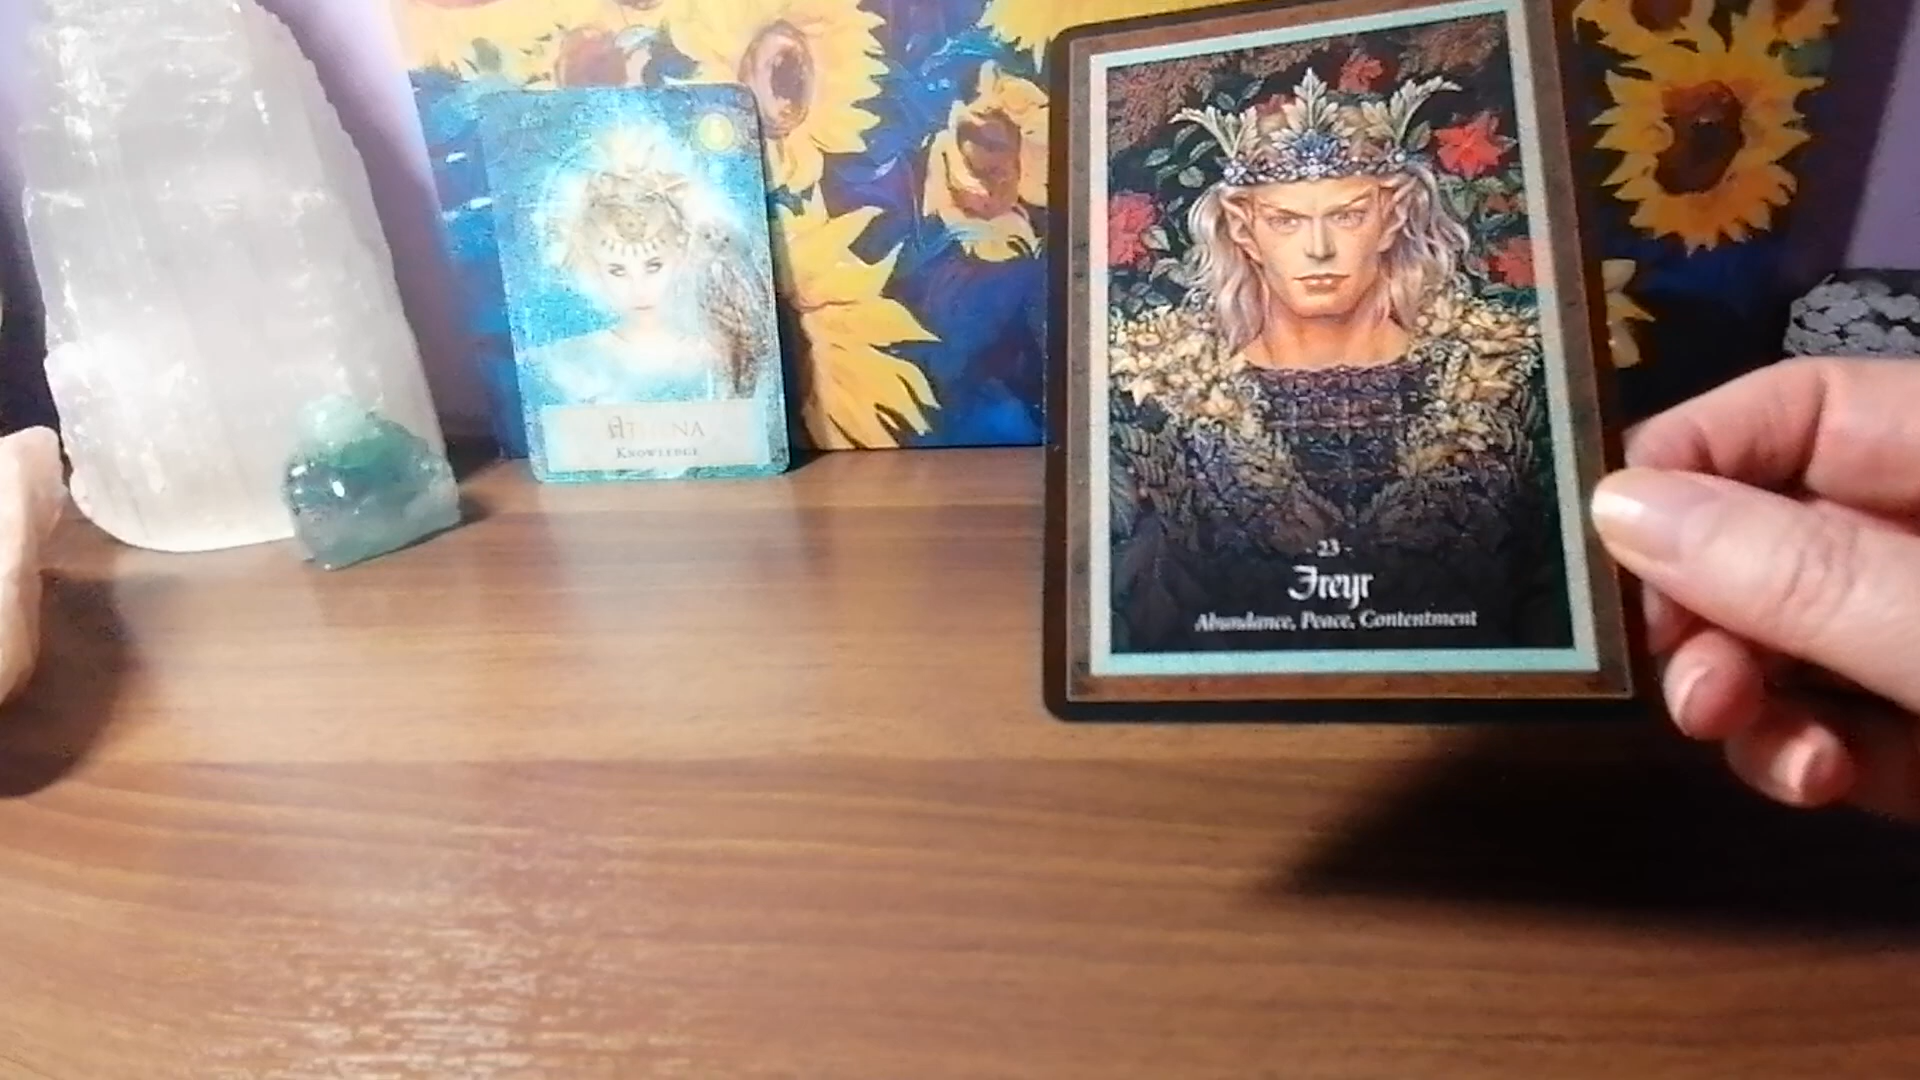 ATHENA
KNOWLEDGE
- 23 -
Freyr
Abundance, Peace, Contentment